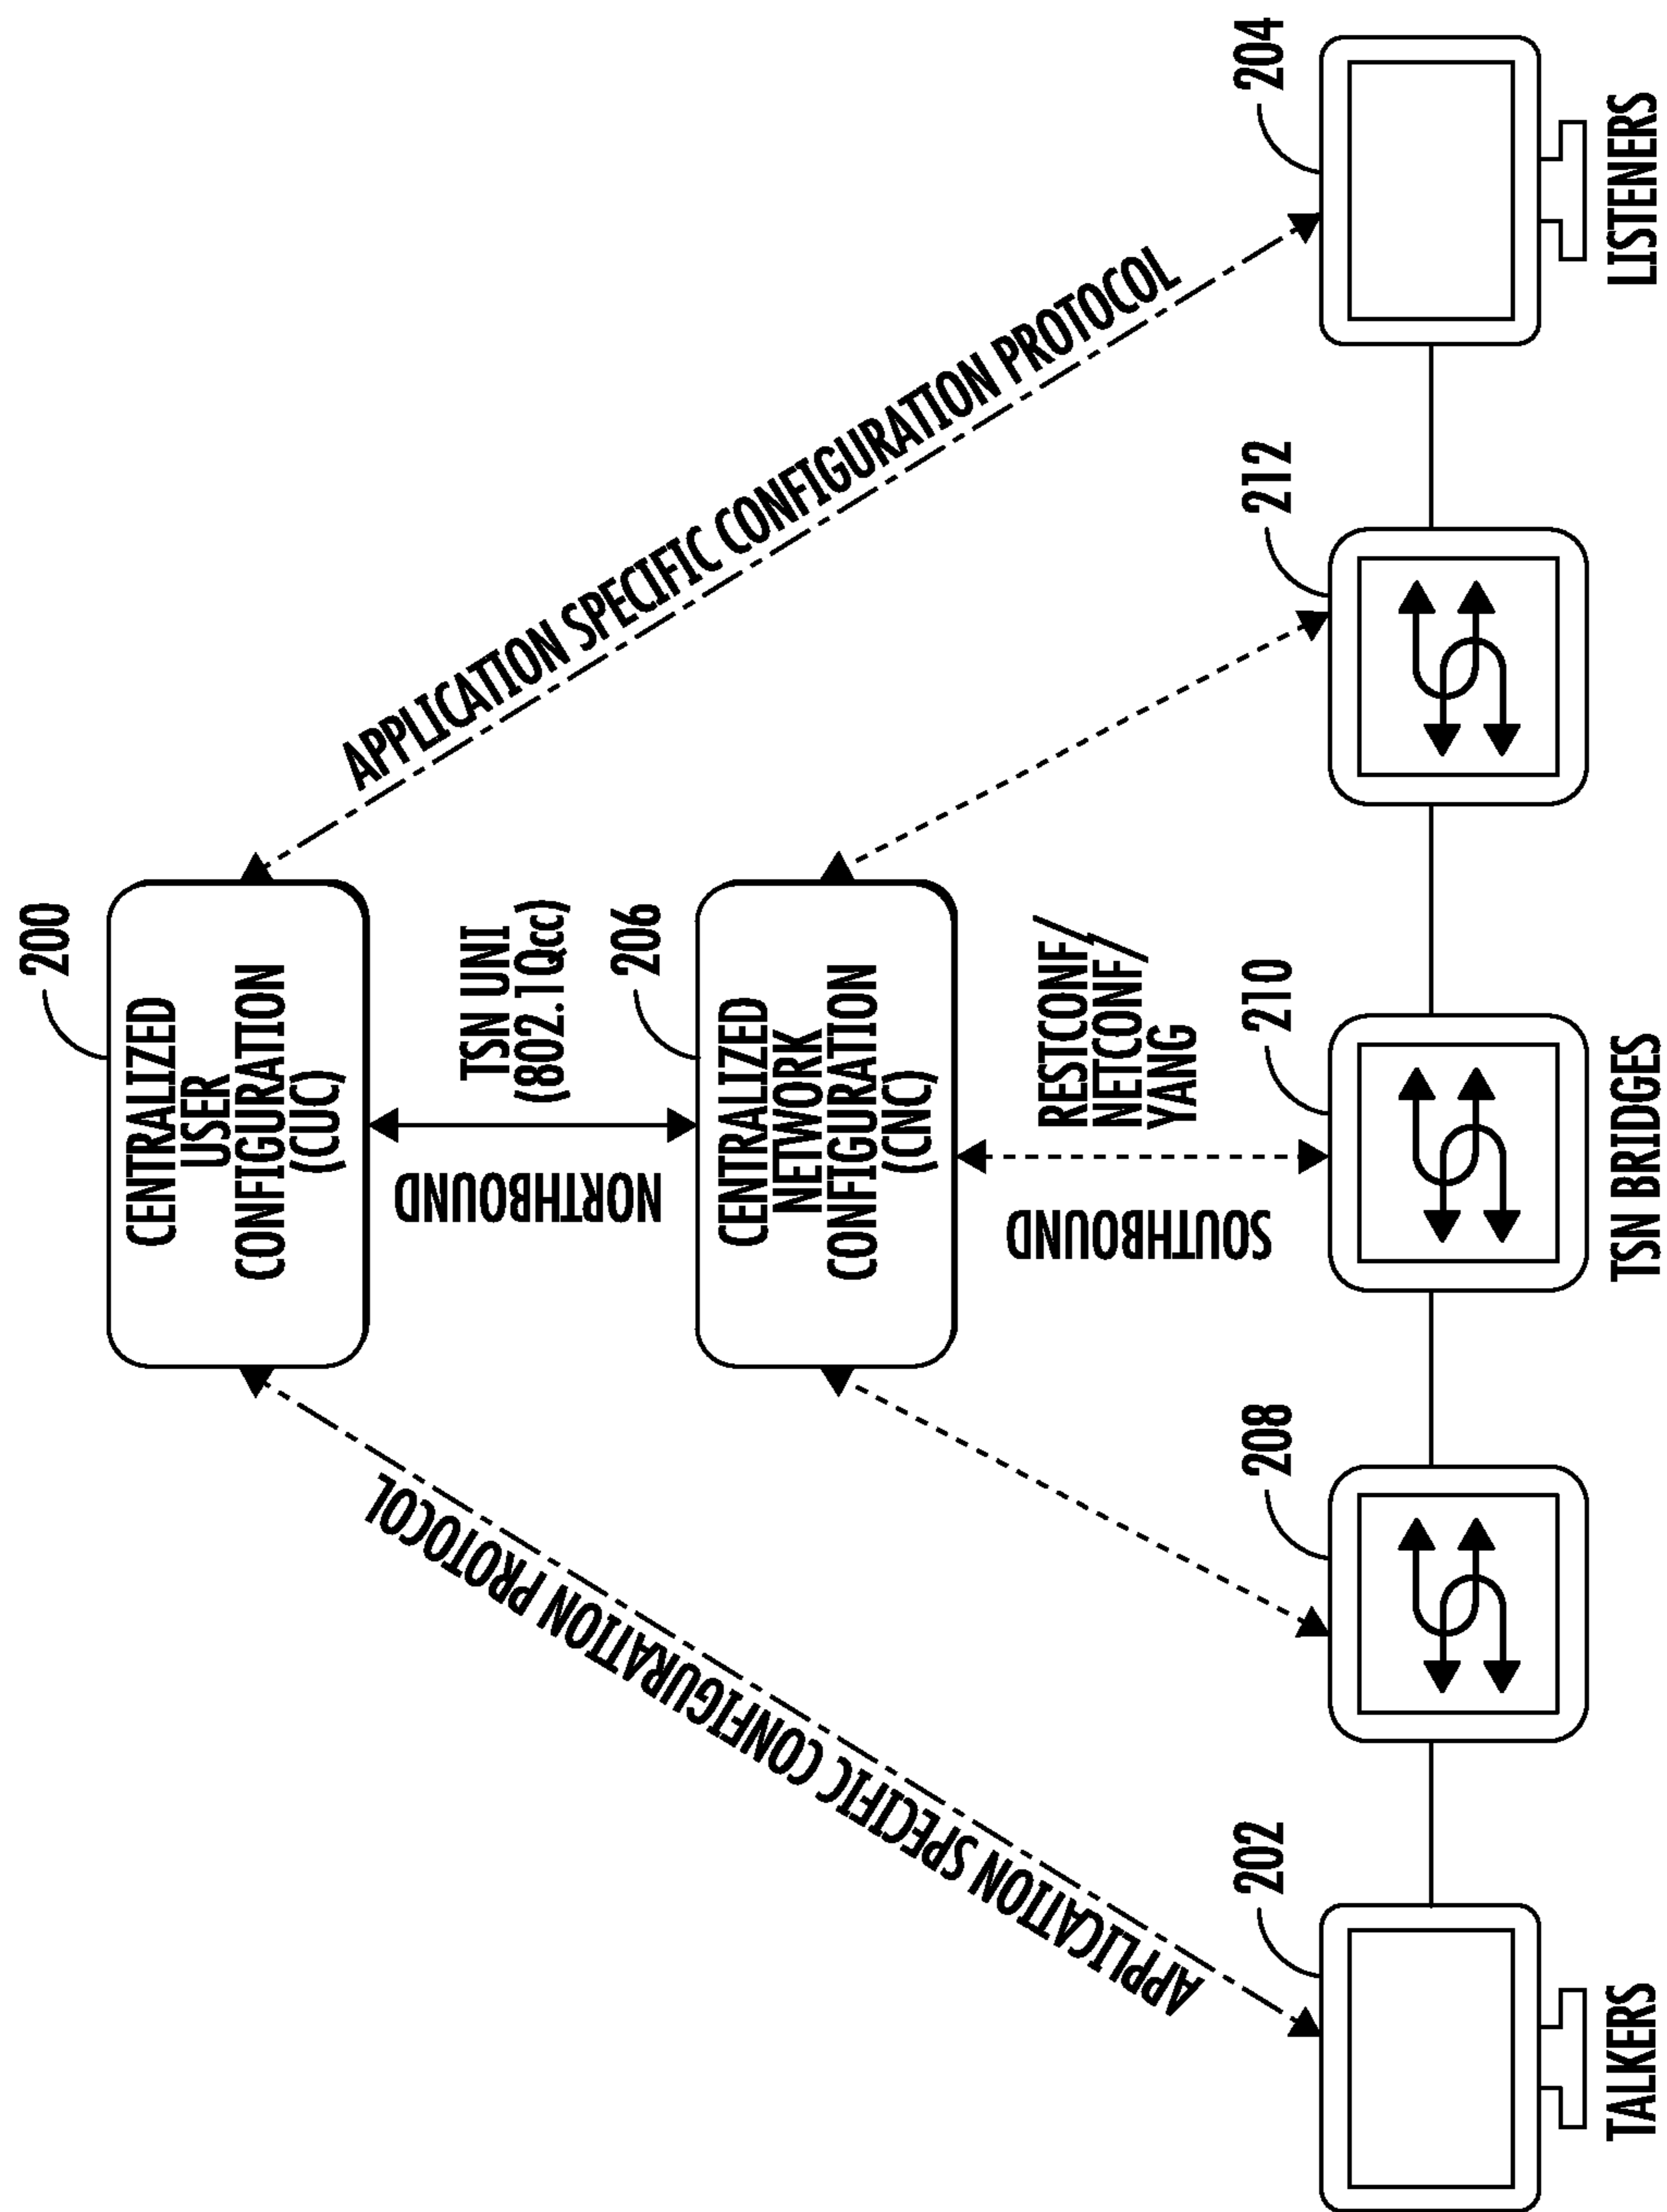 200
CENTRALIZED
USER
CONFIGURATION
(CUC)
APPLICATION SPECIFIC CONFIGURATION PROTOCOL
APPLICATION SPECIFIC CONFIGURATION PROTOCOL
NORTHBOUND
TSN UNI
(802.1Qcc)
206
CENTRALIZED
NETWORK
CONFIGURATION
(CNC)
SOUTHBOUND
RESTCONF/
NETCONF/
YANG
202
208
210
212
204
TALKERS
TSN BRIDGES
LISTENERS